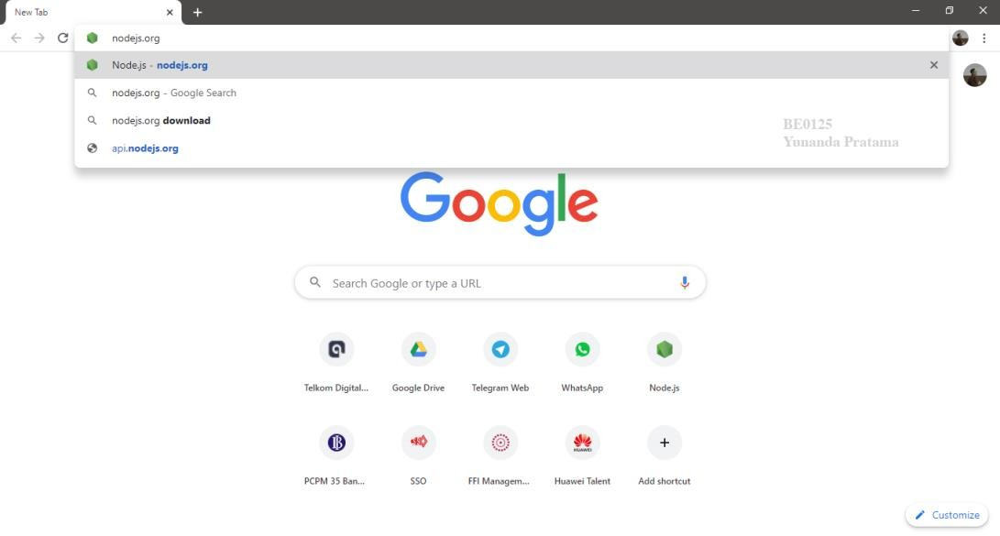 New Tab
nodejs.org
Node.js - nodejs.org
nodejs.org - Google Search
nodejs.org download
api.nodejs.org
BE0125
Yunanda Pratama
Google
Search Google or type a URL
Telkom Digital...
Google Drive
Telegram Web
WhatsApp
Node.js
HUAWEI
PCPM 35 Ban...
SSO
FFI Managem...
Huawei Talent
Add shortcut
Customize